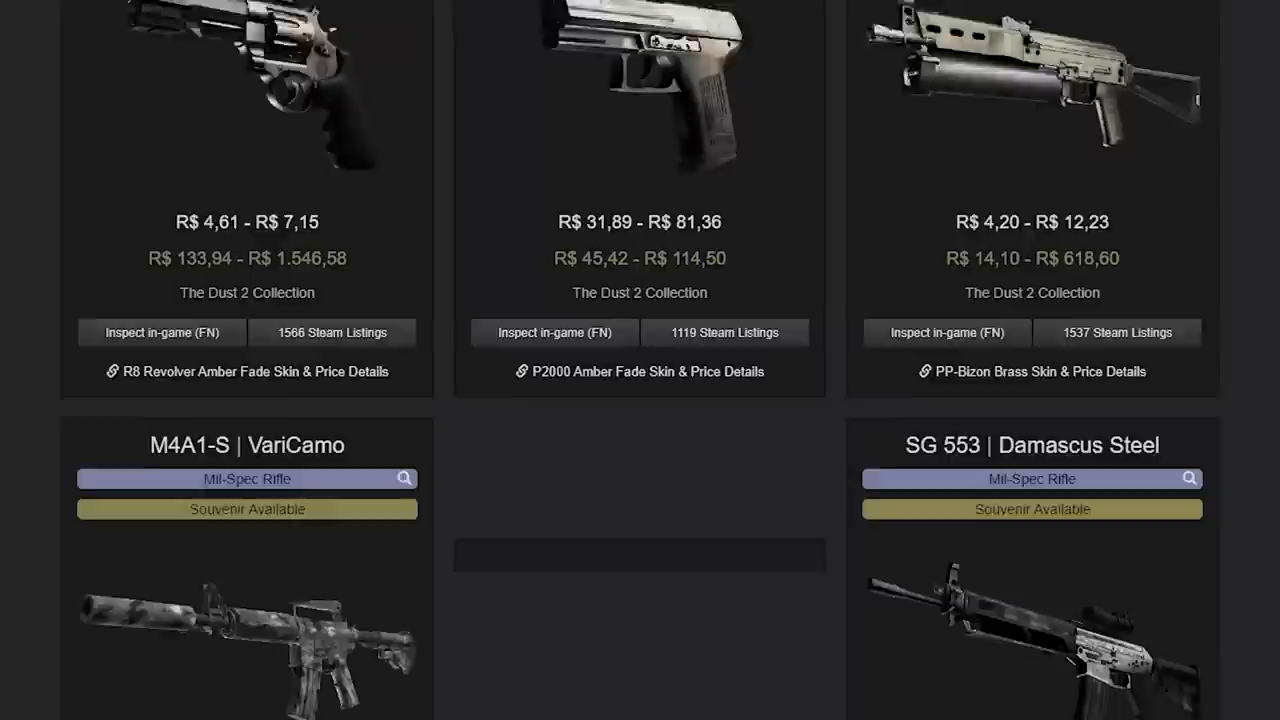 R$ 4,61 - R$ 7,15
R$ 133,94 - R$ 1.546,58
The Dust 2 Collection
Inspect in-game (FN)
1566 Steam Listings
R8 Revolver Amber Fade Skin & Price Details
R$ 31,89 - R$ 81,36
R$ 45,42 - R$ 114,50
The Dust 2 Collection
Inspect in-game (FN)
1119 Steam Listings
P2000 Amber Fade Skin & Price Details
R$ 4,20 - R$ 12,23
R$ 14,10 - R$ 618,60
The Dust 2 Collection
Inspect in-game (FN)
1537 Steam Listings
PP-Bizon Brass Skin & Price Details
M4A1-S | VariCamo
Mil-Spec Rifle
Souvenir Available
SG 553 | Damascus Steel
Mil-Spec Rifle
Souvenir Available